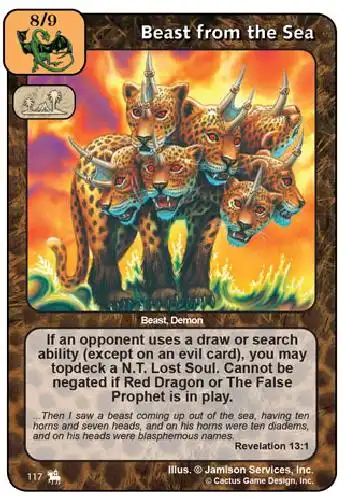 8/9
Beast from the Sea
Beast, Demon
If an opponent uses a draw or search
ability (except on an evil card), you may
topdeck a N.T. Lost Soul. Cannot be
negated if Red Dragon or The False
Prophet is in play.
...Then I saw a beast coming up out of the sea, having ten
horns and seven heads, and on his horns were ten diadems,
and on his heads were blasphemous names.
Revelation 13:1
117
Illus. © Jamison Services, Inc.
© Cactus Game Design, Inc.